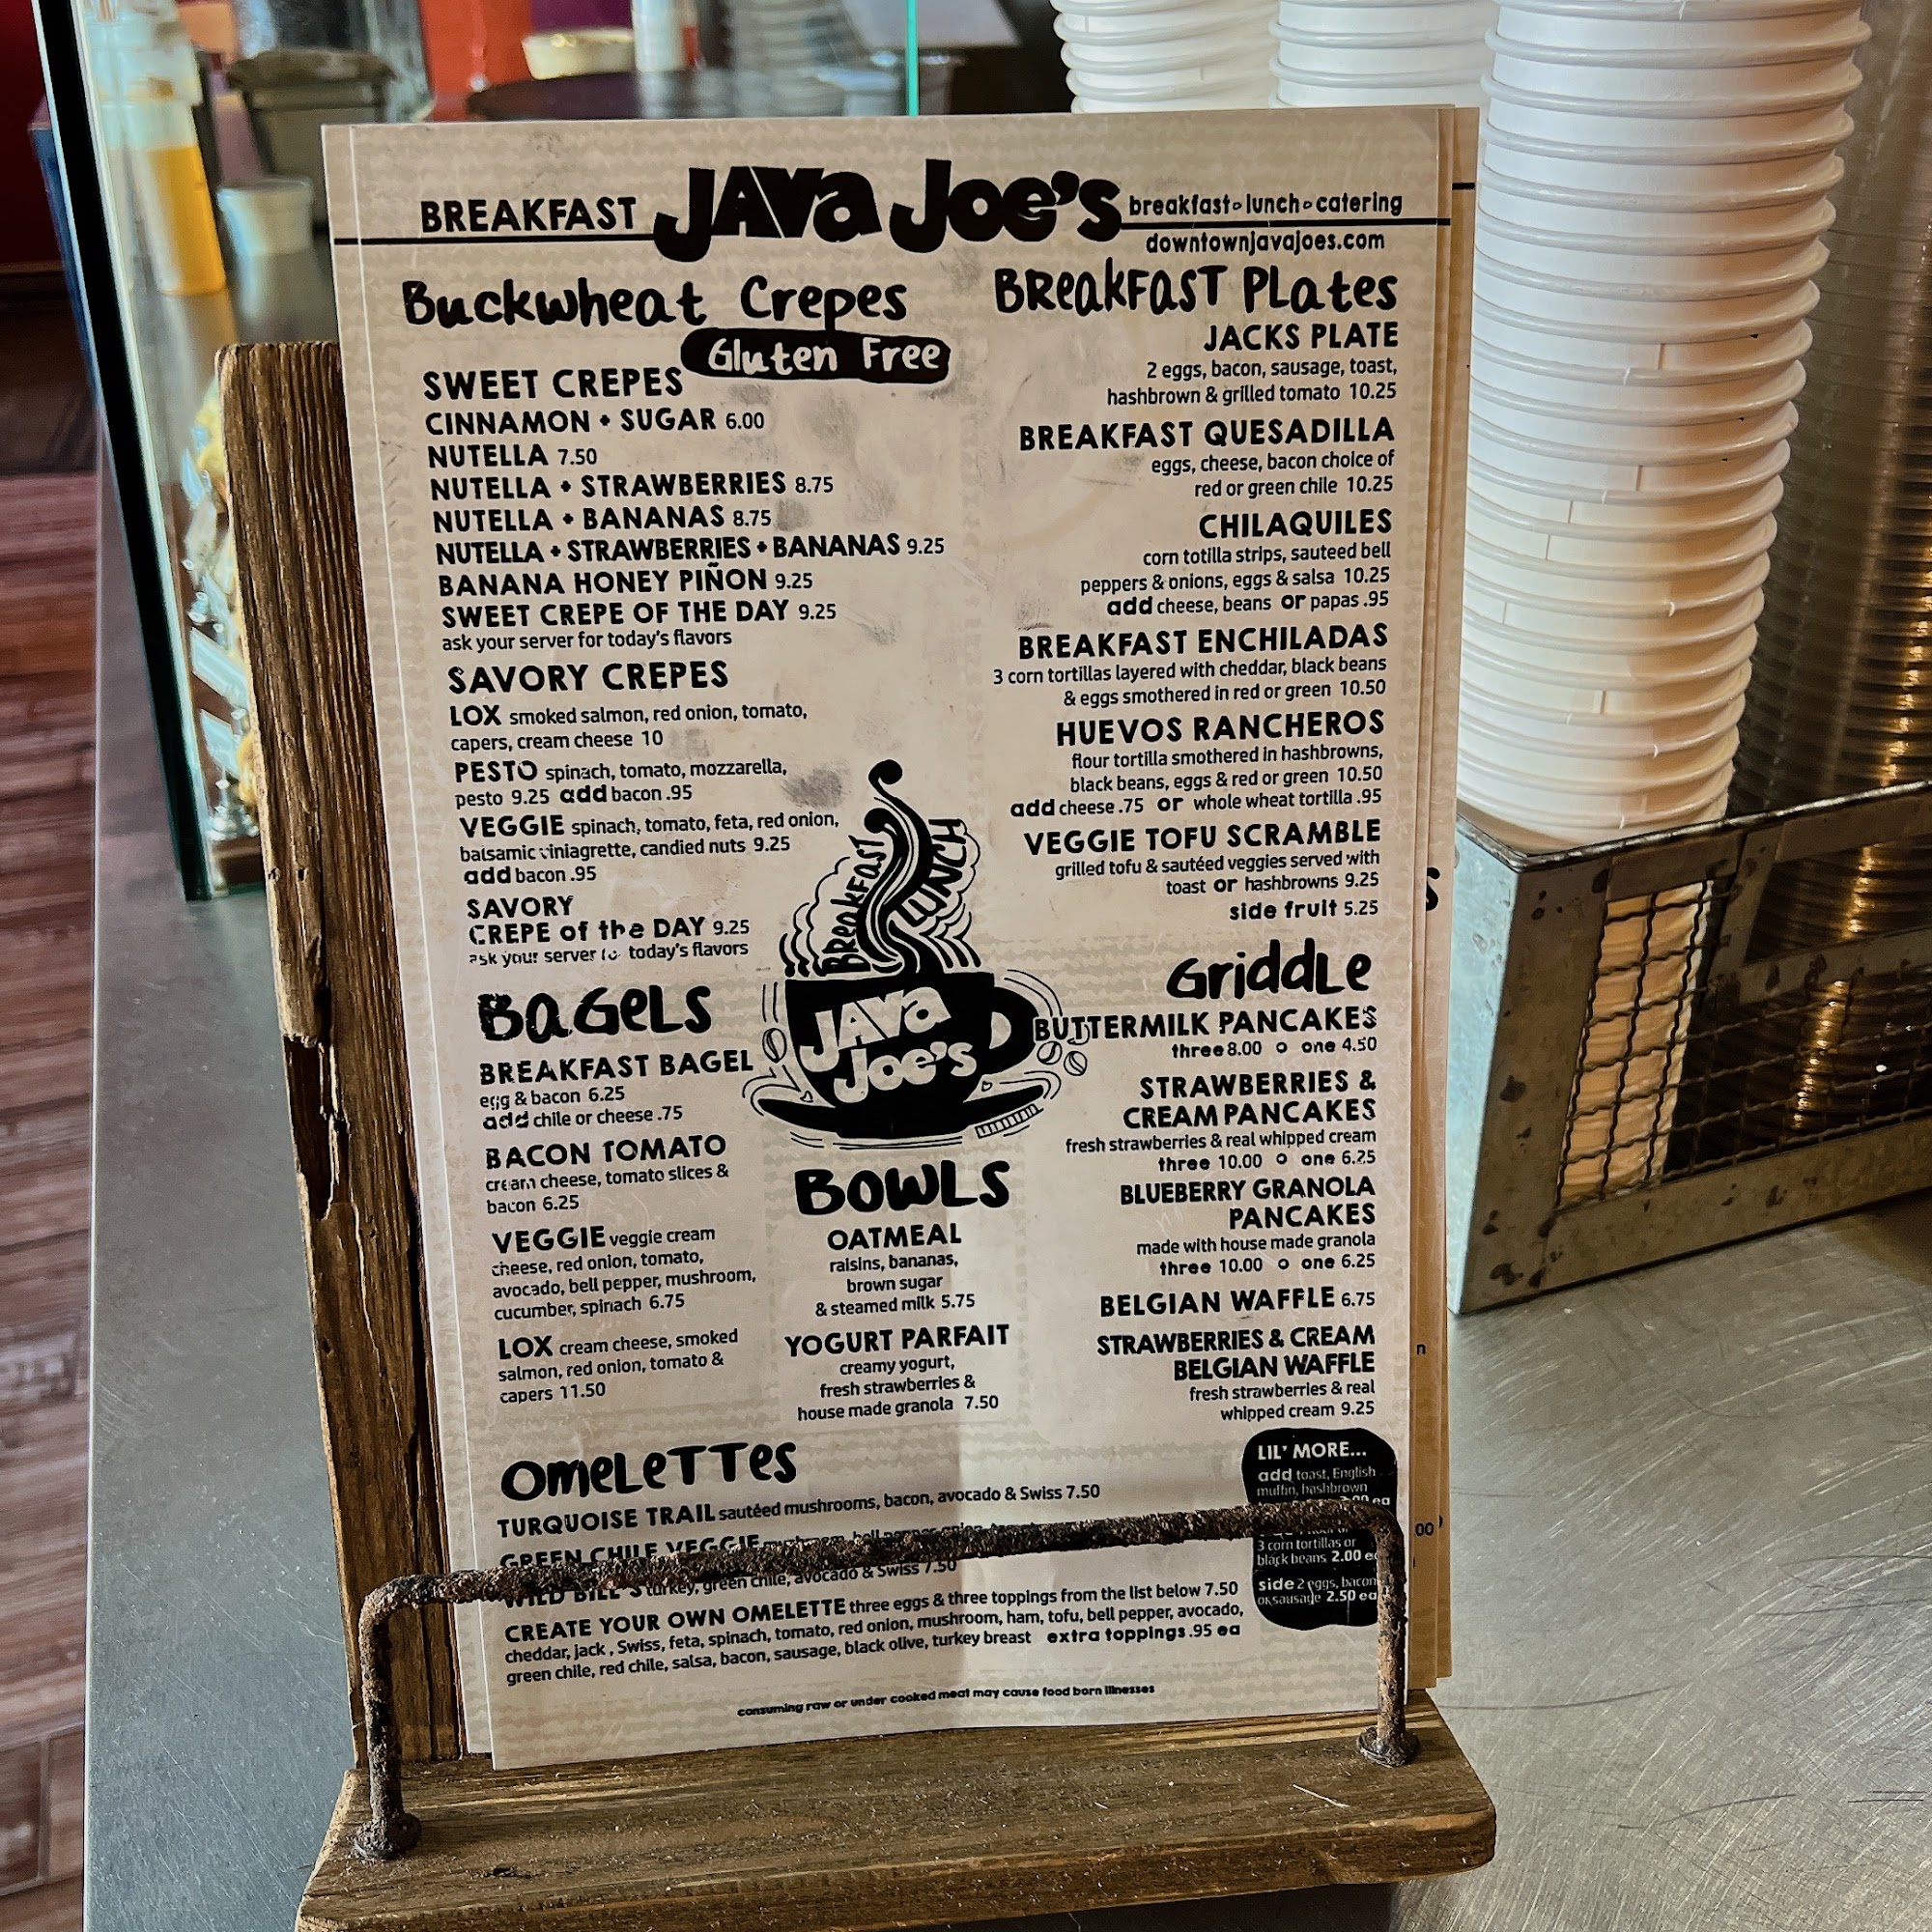 BREAKFAST JAVA JOE'S breakfast lunch catering
downtownjavajoes.com
Buckwheat Crepes
Gluten Free
SWEET CREPES
CINNAMON + SUGAR 6.00
NUTELLA 7.50
NUTELLA + STRAWBERRIES 8.75
NUTELLA + BANANAS 8.75
NUTELLA + STRAWBERRIES + BANANAS 9.25
BANANA HONEY PIÑON 9.25
SWEET CREPE OF THE DAY 9.25
ask your server for today's flavors
SAVORY CREPES
LOX smoked salmon, red onion, tomato,
capers, cream cheese 10
PESTO spinach, tomato, mozzarella,
pesto 9.25 add bacon .95
VEGGIE spinach, tomato, feta, red onion,
balsamic viniagrette, candied nuts 9.25
add bacon .95
SAVORY
CREPE of the DAY 9.25
ask your server for today's flavors
BAGELS
BREAKFAST BAGEL
egg & bacon 6.25
add chile or cheese .75
BACON TOMATO
cream cheese, tomato slices &
bacon 6.25
VEGGIE veggie cream
cheese, red onion, tomato,
avocado, bell pepper, mushroom,
cucumber, spinach 6.75
LOX cream cheese, smoked
salmon, red onion, tomato &
capers 11.50
Breakfast
LUNCH
JAVA
JOE'S
BOWLS
OATMEAL
raisins, bananas,
brown sugar
& steamed milk 5.75
YOGURT PARFAIT
creamy yogurt,
fresh strawberries &
house made granola 7.50
BREAKFAST PLATES
JACKS PLATE
2 eggs, bacon, sausage, toast,
hashbrown & grilled tomato 10.25
BREAKFAST QUESADILLA
eggs, cheese, bacon choice of
red or green chile 10.25
CHILAQUILES
corn totilla strips, sauteed bell
peppers & onions, eggs & salsa 10.25
add cheese, beans or papas .95
BREAKFAST ENCHILADAS
3 corn tortillas layered with cheddar, black beans
& eggs smothered in red or green 10.50
HUEVOS RANCHEROS
flour tortilla smothered in hashbrowns,
black beans, eggs & red or green 10.50
add cheese .75 or whole wheat tortilla .95
VEGGIE TOFU SCRAMBLE
grilled tofu & sautéed veggies served with
toast or hashbrowns 9.25
side fruit 5.25
Griddle
BUTTERMILK PANCAKES
three 8.00 o one 4.50
STRAWBERRIES &
CREAM PANCAKES
fresh strawberries & real whipped cream
three 10.00 o one 6.25
BLUEBERRY GRANOLA
PANCAKES
made with house made granola
three 10.00 o one 6.25
BELGIAN WAFFLE 6.75
STRAWBERRIES & CREAM
BELGIAN WAFFLE
fresh strawberries & real
whipped cream 9.25
OMELETTES
TURQUOISE TRAIL sautéed mushrooms, bacon, avocado & Swiss 7.50
GREEN CHILE VEGGIE
WILD BILL'S turkey, green chile, avocado & Swiss 7.50
CREATE YOUR OWN OMELETTE three eggs & three toppings from the list below 7.50
cheddar, jack , Swiss, feta, spinach, tomato, red onion, mushroom, ham, tofu, bell pepper, avocado,
green chile, red chile, salsa, bacon, sausage, black olive, turkey breast extra toppings .95 ea
LIL' MORE...
add toast, English
muffin, hashbrown
3 corn tortillas or
black beans 2.00 ea
side 2 eggs, bacon
or sausage 2.50 ea
consuming raw or under cooked meat may cause food born illnesses